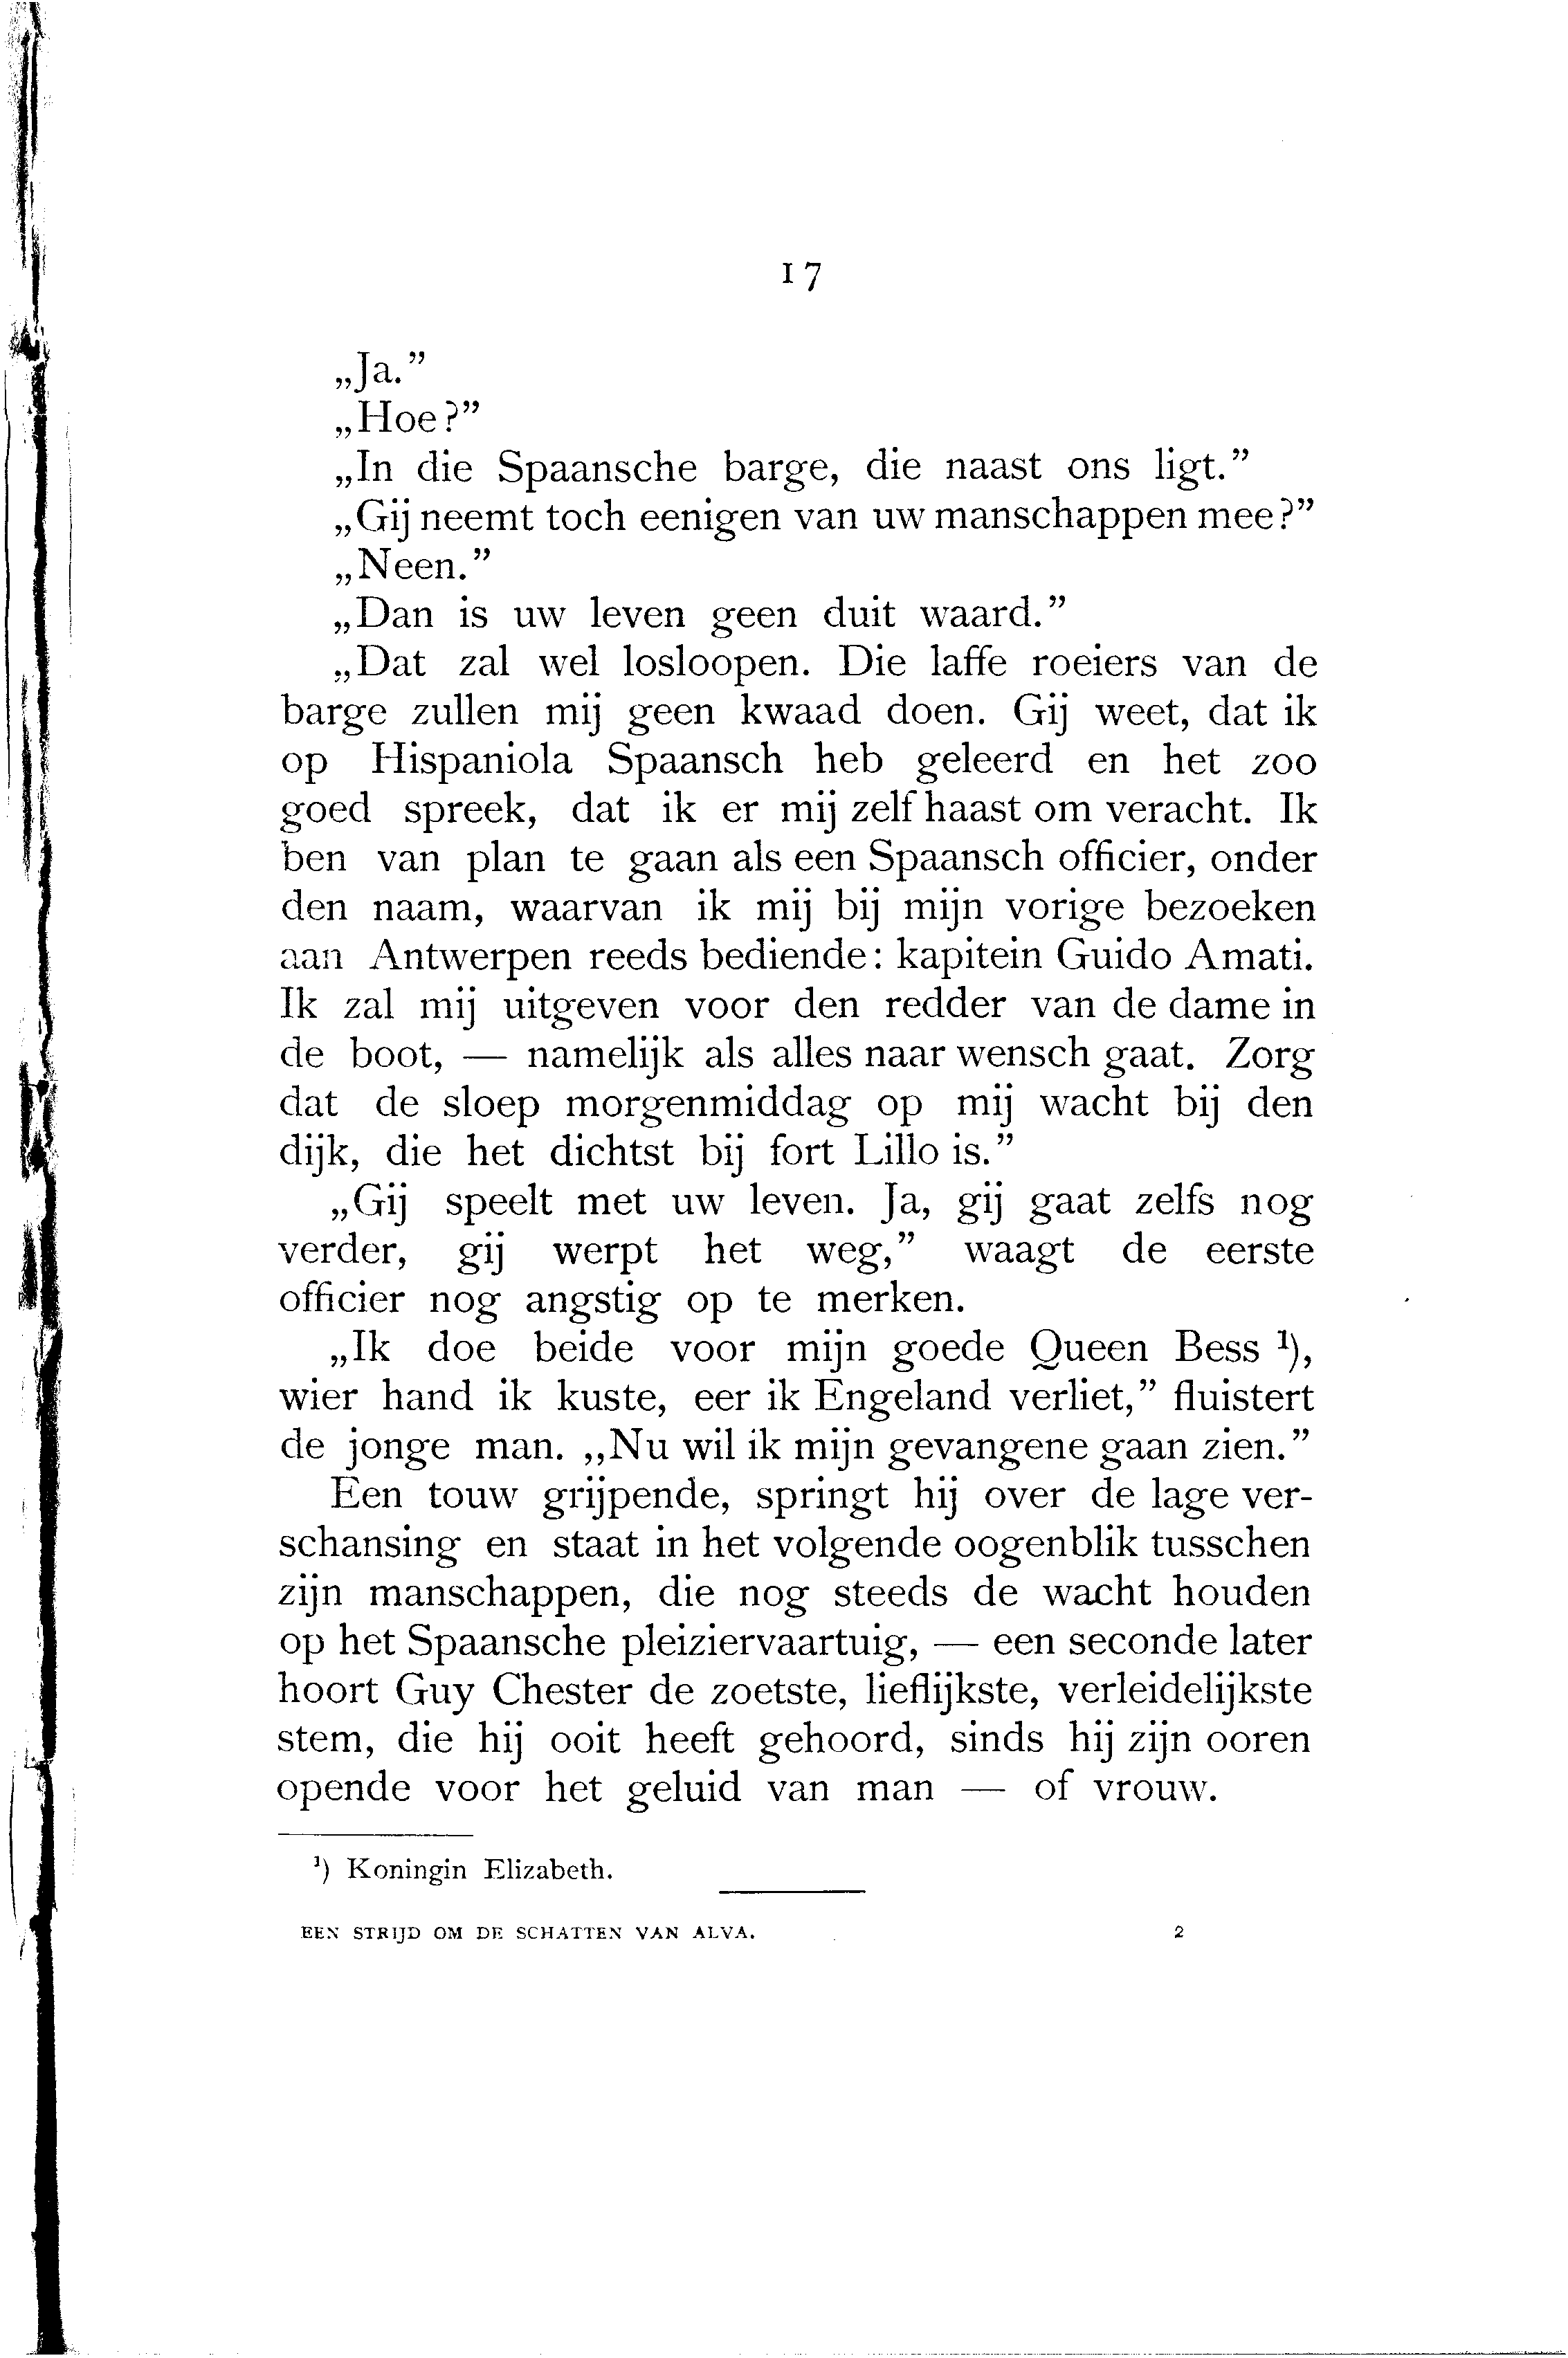 17
„Ja.”
„Hoe?”
„In die Spaansche barge, die naast ons ligt.”
„Gij neemt toch eenigen van uw manschappen mee?”
„Neen.”
„Dan is uw leven geen duit waard.”
„Dat zal wel losloopen. Die laffe roeiers van de
barge zullen mij geen kwaad doen. Gij weet, dat ik
op Hispaniola Spaansch heb geleerd en het zoo
goed spreek, dat ik er mij zelf haast om veracht. Ik
ben van plan te gaan als een Spaansch officier, onder
den naam, waarvan ik mij bij mijn vorige bezoeken
aan Antwerpen reeds bediende: kapitein Guido Amati.
Ik zal mij uitgeven voor den redder van de dame in
de boot, — namelijk als alles naar wensch gaat. Zorg
dat de sloep morgenmiddag op mij wacht bij den
dijk, die het dichtst bij fort Lillo is.”
„Gij speelt met uw leven. Ja, gij gaat zelfs nog
verder, gij werpt het weg,” waagt de eerste
officier nog angstig op te merken.
„Ik doe beide voor mijn goede Queen Bess ¹),
wier hand ik kuste, eer ik Engeland verliet,” fluistert
de jonge man. „Nu wil ik mijn gevangene gaan zien.”
Een touw grijpende, springt hij over de lage ver-
schansing en staat in het volgende oogenblik tusschen
zijn manschappen, die nog steeds de wacht houden
op het Spaansche pleiziervaartuig, — een seconde later
hoort Guy Chester de zoetste, lieflijkste, verleidelijkste
stem, die hij ooit heeft gehoord, sinds hij zijn ooren
opende voor het geluid van man — of vrouw.
¹) Koningin Elizabeth.
EEN STRIJD OM DE SCHATTEN VAN ALVA. 2